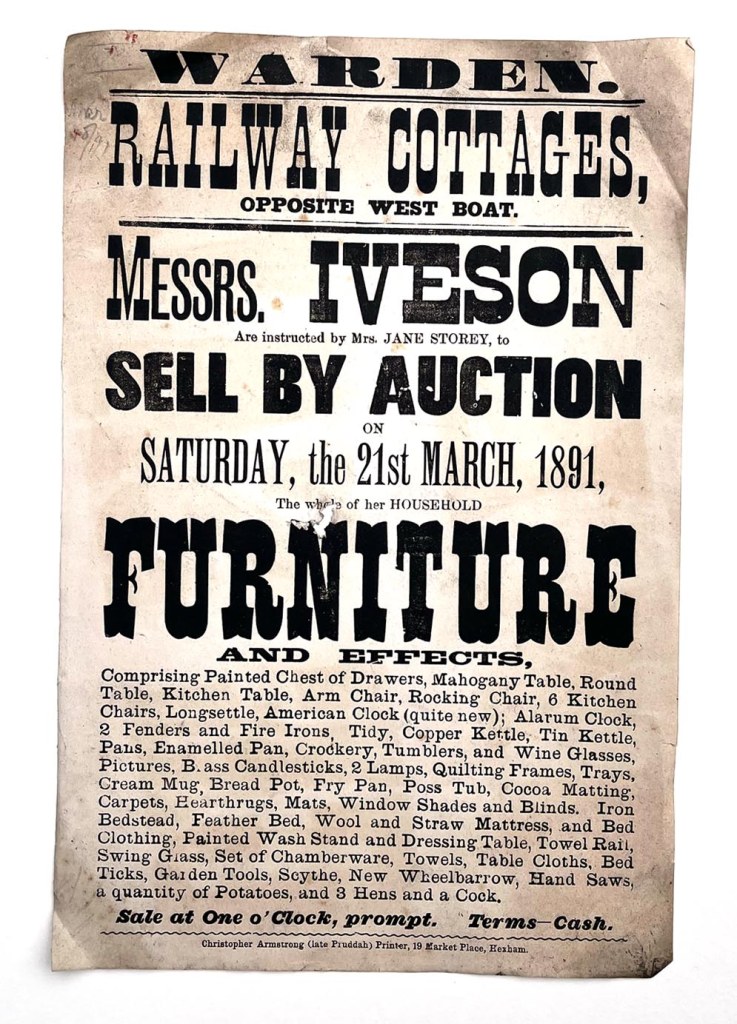 WARDEN.
RAILWAY COTTAGES,
OPPOSITE WEST BOAT.
MESSRS. IVESON
Are instructed by Mrs. JANE STOREY, to
SELL BY AUCTION
ON
SATURDAY, the 21st MARCH, 1891,
The whole of her HOUSEHOLD
FURNITURE
AND EFFECTS,
Comprising Painted Chest of Drawers, Mahogany Table, Round
Table, Kitchen Table, Arm Chair, Rocking Chair, 6 Kitchen
Chairs, Longsettle, American Clock (quite new); Alarum Clock,
2 Fenders and Fire Irons, Tidy, Copper Kettle, Tin Kettle,
Pans, Enamelled Pan, Crockery, Tumblers, and Wine Glasses,
Pictures, Brass Candlesticks, 2 Lamps, Quilting Frames, Trays,
Cream Mug, Bread Pot, Fry Pan, Poss Tub, Cocoa Matting,
Carpets, Hearthrugs, Mats, Window Shades and Blinds. Iron
Bedstead, Feather Bed, Wool and Straw Mattress, and Bed
Clothing, Painted Wash Stand and Dressing Table, Towel Rail,
Swing Glass, Set of Chamberware, Towels, Table Cloths, Bed
Ticks, Garden Tools, Scythe, New Wheelbarrow, Hand Saws,
a quantity of Potatoes, and 3 Hens and a Cock.
Sale at One o'Clock, prompt. Terms—Cash.
Christopher Armstrong (late Pruddah) Printer, 19 Market Place, Hexham.